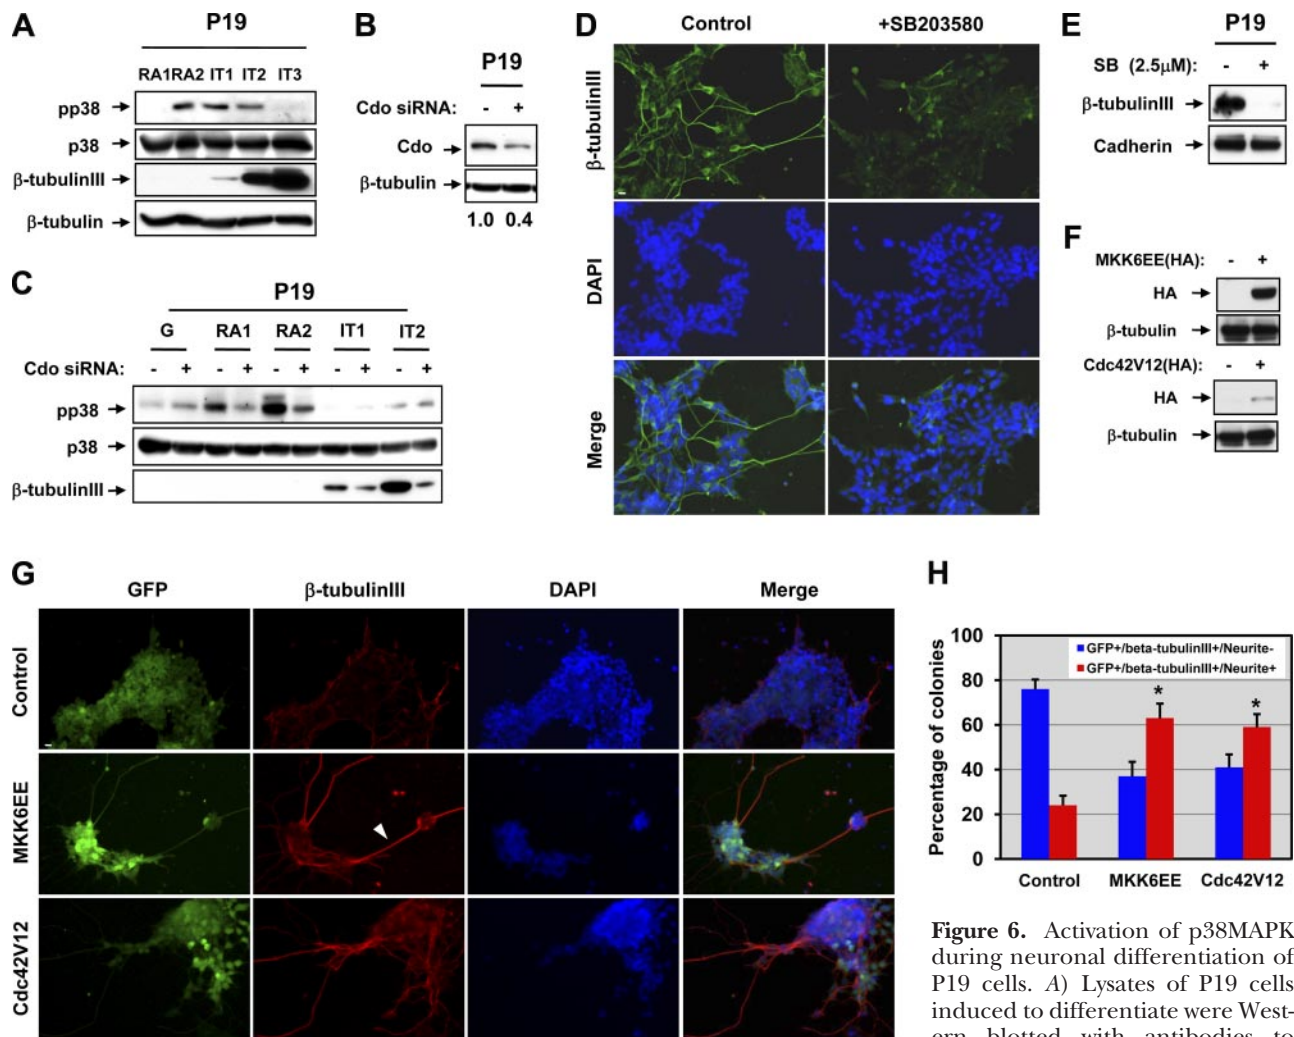 A
P19
RA1 RA2 IT1 IT2 IT3
pp38
p38
β-tubulinIII
β-tubulin
B
P19
Cdo siRNA: - +
Cdo
β-tubulin
1.0 0.4
C
P19
G RA1 RA2 IT1 IT2
Cdo siRNA: - + - + - + - + - +
pp38
p38
β-tubulinIII
D
Control +SB203580
β-tubulinIII
DAPI
Merge
E
P19
SB (2.5μM): - +
β-tubulinIII
Cadherin
F
MKK6EE(HA): - +
HA
β-tubulin
Cdc42V12(HA): - +
HA
β-tubulin
G
GFP β-tubulinIII DAPI Merge
Control
MKK6EE
Cdc42V12
H
Percentage of colonies
100
80
60
40
20
0
GFP+/beta-tubulinIII+/Neurite-
GFP+/beta-tubulinIII+/Neurite+
* *
Control MKK6EE Cdc42V12
Figure 6. Activation of p38MAPK
during neuronal differentiation of
P19 cells. A) Lysates of P19 cells
induced to differentiate were West-
ern blotted with antibodies to